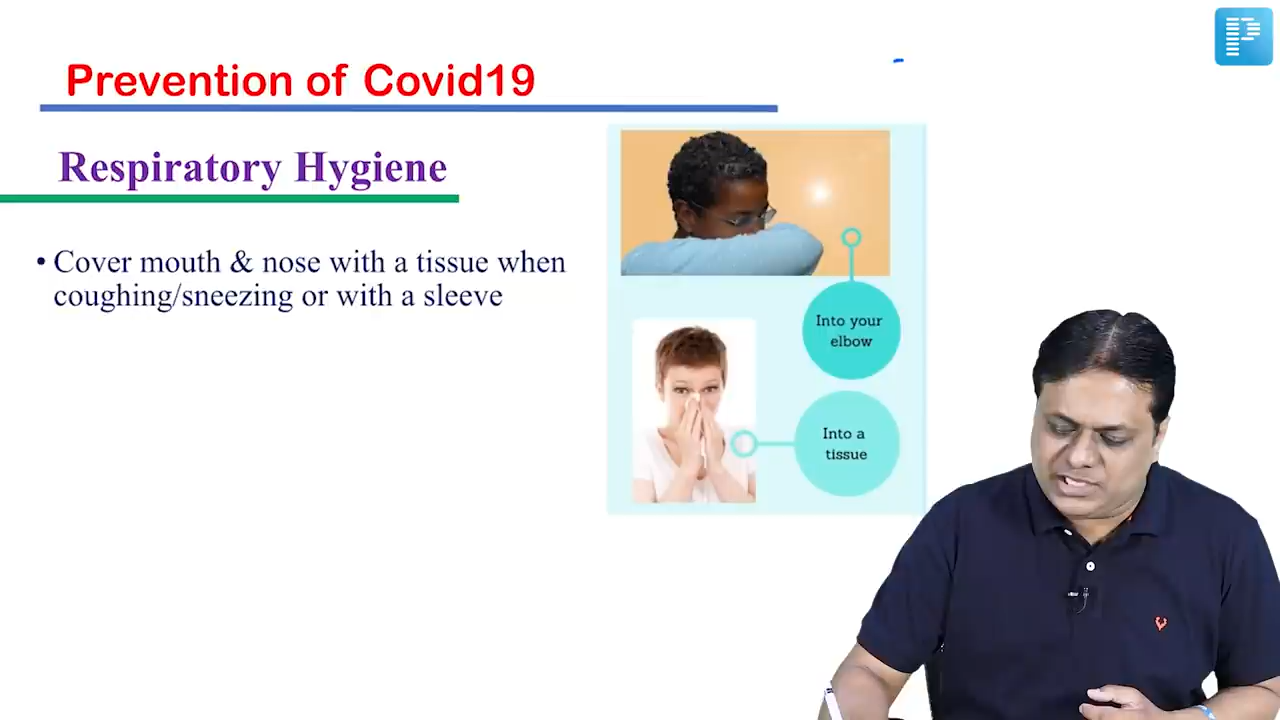 Prevention of Covid19
Respiratory Hygiene
• Cover mouth & nose with a tissue when
coughing/sneezing or with a sleeve
Into your
elbow
Into a
tissue